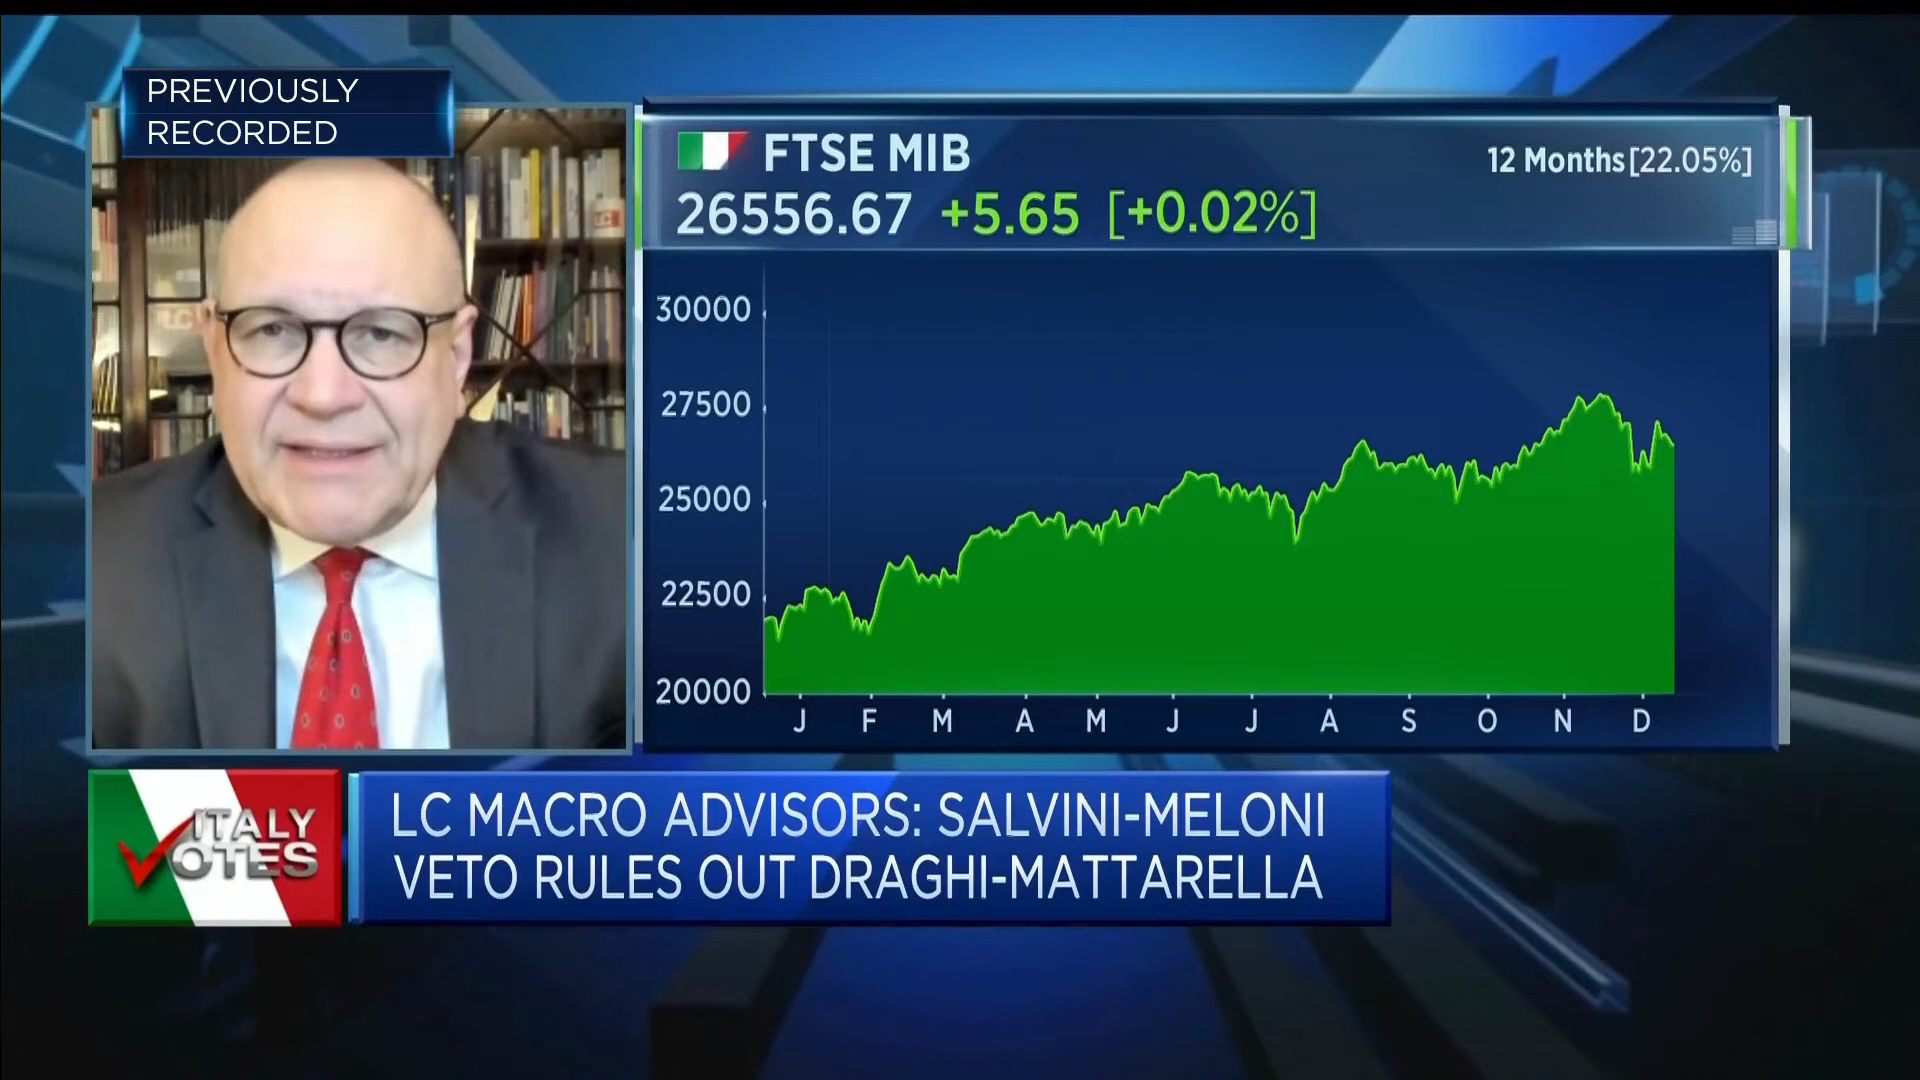 PREVIOUSLY
RECORDED
FTSE MIB
12 Months[22.05%]
26556.67 +5.65 [+0.02%]
30000
27500
25000
22500
20000
J F M A M J J A S O N D
ITALY
VOTES
LC MACRO ADVISORS: SALVINI-MELONI
VETO RULES OUT DRAGHI-MATTARELLA